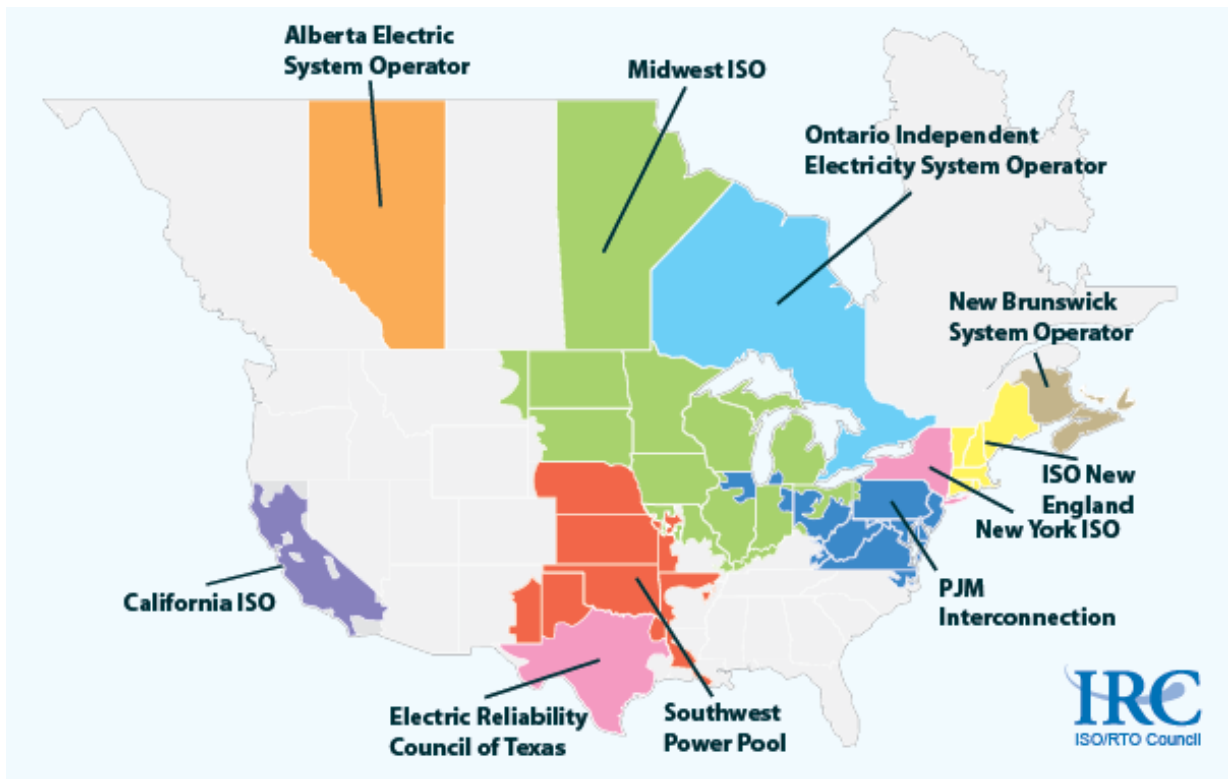 Alberta Electric
System Operator
Midwest ISO
Ontario Independent
Electricity System Operator
New Brunswick
System Operator
ISO New
England
New York ISO
California ISO
PJM
Interconnection
Electric Reliability
Council of Texas
Southwest
Power Pool
IRC
ISO/RTO Council